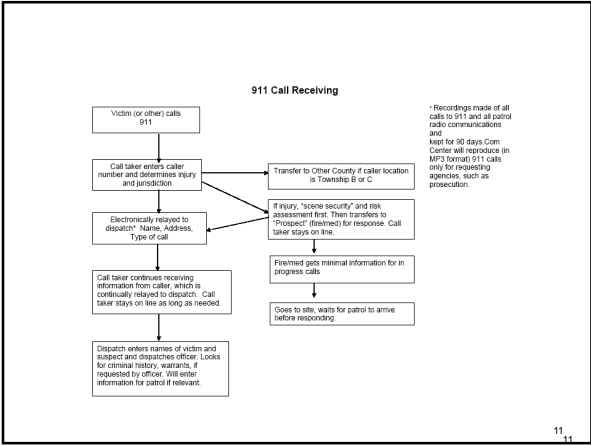 911 Call Receiving
Victim (or other) calls
911
Call taker enters caller
number and determines injury
and jurisdiction
Electronically relayed to
dispatch* Name, Address,
Type of call
Call taker continues receiving
information from caller, which is
continually relayed to dispatch. Call
taker stays on line as long as needed.
Dispatch enters names of victim and
suspect and dispatches officer. Looks
for criminal history, warrants, if
requested by officer. Will enter
information for patrol if relevant.
Transfer to Other County if caller location
is Township B or C
If injury, “scene security” and risk
assessment first. Then transfers to
“Prospect” (fire/med) for response. Call
taker stays on line.
Fire/med gets minimal information for in
progress calls
Goes to site, waits for patrol to arrive
before responding.
* Recordings made of all
calls to 911 and all patrol
radio communications
and
kept for 90 days.Com
Center will reproduce (in
MP3 format) 911 calls
only for requesting
agencies, such as
prosecution.
11
11